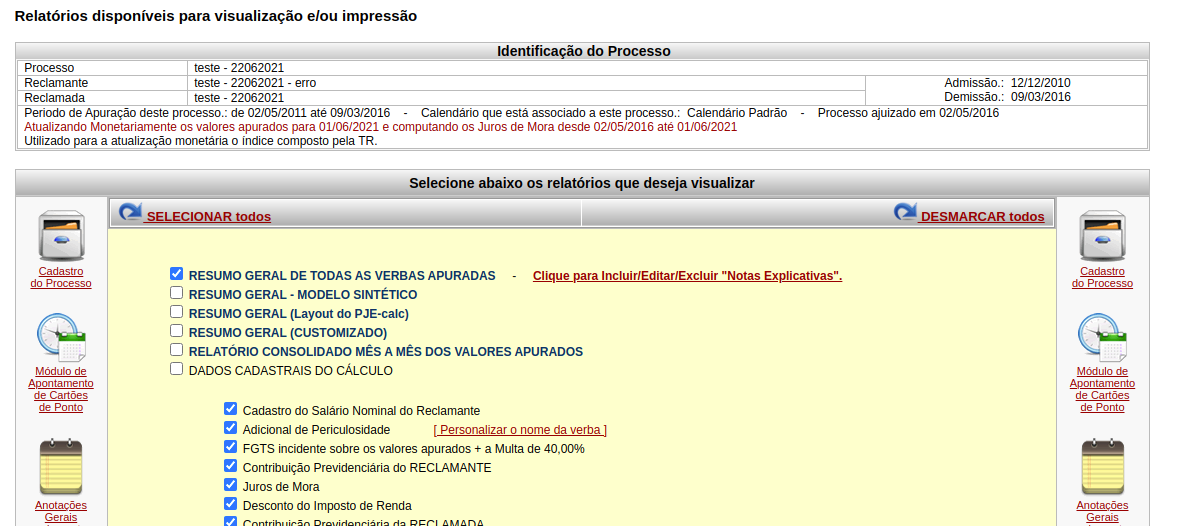 Relatórios disponíveis para visualização e/ou impressão
Identificação do Processo
Processo teste - 22062021
Reclamante teste - 22062021 - erro Admissão.: 12/12/2010
Reclamada teste - 22062021 Demissão.: 09/03/2016
Periodo de Apuração deste processo.: de 02/05/2011 até 09/03/2016 - Calendário que está associado a este processo.: Calendário Padrão - Processo ajuizado em 02/05/2016
Atualizando Monetariamente os valores apurados para 01/06/2021 e computando os Juros de Mora desde 02/05/2016 até 01/06/2021
Utilizado para a atualização monetária o índice composto pela TR.
Selecione abaixo os relatórios que deseja visualizar
SELECIONAR todos DESMARCAR todos
Cadastro
do Processo
Módulo de
Apontamento
de Cartões
de Ponto
Anotações
Gerais
RESUMO GERAL DE TODAS AS VERBAS APURADAS - Clique para Incluir/Editar/Excluir "Notas Explicativas".
RESUMO GERAL - MODELO SINTÉTICO
RESUMO GERAL (Layout do PJE-calc)
RESUMO GERAL (CUSTOMIZADO)
RELATÓRIO CONSOLIDADO MÊS A MÊS DOS VALORES APURADOS
DADOS CADASTRAIS DO CÁLCULO
Cadastro do Salário Nominal do Reclamante
Adicional de Periculosidade [ Personalizar o nome da verba ]
FGTS incidente sobre os valores apurados + a Multa de 40,00%
Contribuição Previdenciária do RECLAMANTE
Juros de Mora
Desconto do Imposto de Renda
Contribuição Previdenciária da RECLAMADA
Cadastro
do Processo
Módulo de
Apontamento
de Cartões
de Ponto
Anotações
Gerais